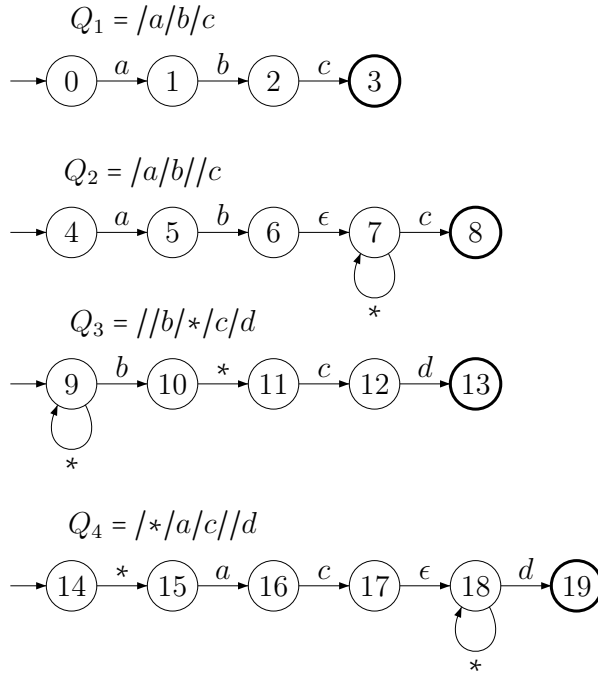 Q₁ = /a/b/c
0 a 1 b 2 c 3
Q₂ = /a/b//c
4 a 5 b 6 ϵ 7 c 8
*
Q₃ = //b/*/c/d
9 b 10 * 11 c 12 d 13
*
Q₄ = /*/a/c//d
14 * 15 a 16 c 17 ϵ 18 d 19
*